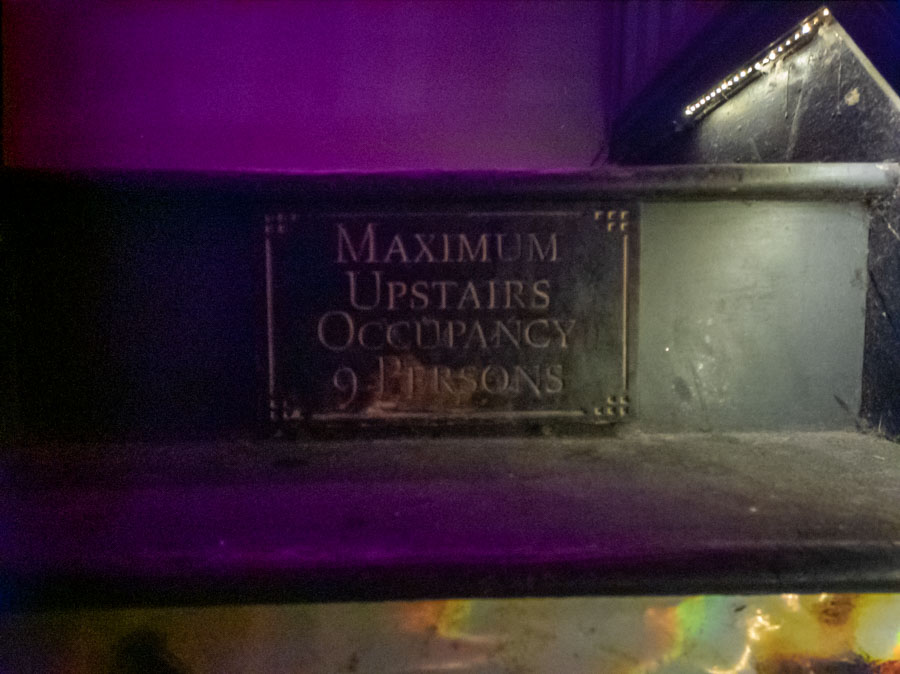 Maximum
Upstairs
Occupancy
9 Persons